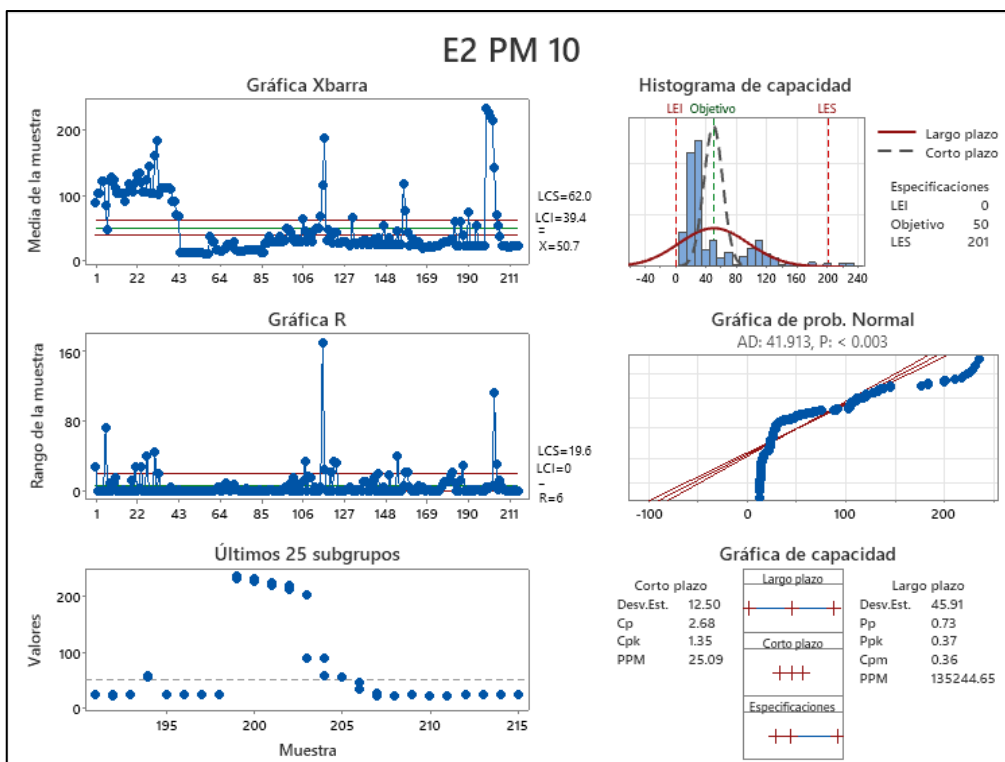 E2 PM 10
Gráfica Xbarra
Media de la muestra
200
100
0
1 22 43 64 85 106 127 148 169 190 211
LCS=62.0
LCI=39.4
=
X=50.7
Histograma de capacidad
LEI Objetivo LES
-40 0 40 80 120 160 200 240
Largo plazo
Corto plazo
Especificaciones
LEI 0
Objetivo 50
LES 201
Gráfica R
Rango de la muestra
160
80
0
1 22 43 64 85 106 127 148 169 190 211
LCS=19.6
LCI=0
–
R=6
Gráfica de prob. Normal
AD: 41.913, P: < 0.003
-100 0 100 200
Últimos 25 subgrupos
Valores
200
100
0
195 200 205 210 215
Muestra
Gráfica de capacidad
Corto plazo
Desv.Est. 12.50
Cp 2.68
Cpk 1.35
PPM 25.09
Largo plazo
Corto plazo
Especificaciones
Largo plazo
Desv.Est. 45.91
Pp 0.73
Ppk 0.37
Cpm 0.36
PPM 135244.65